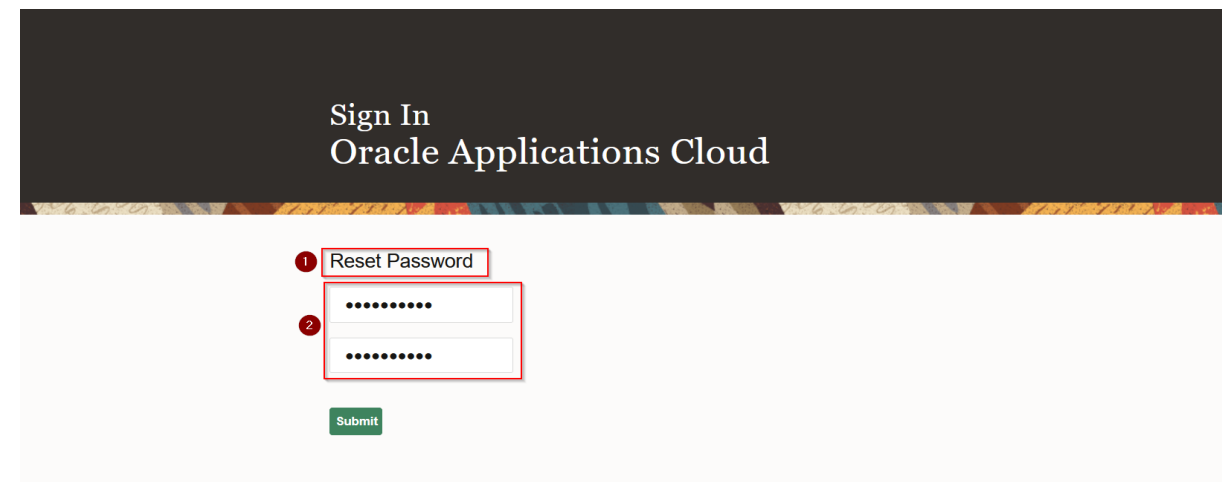 Sign In
Oracle Applications Cloud
1 Reset Password
••••••••••
2
••••••••••
Submit